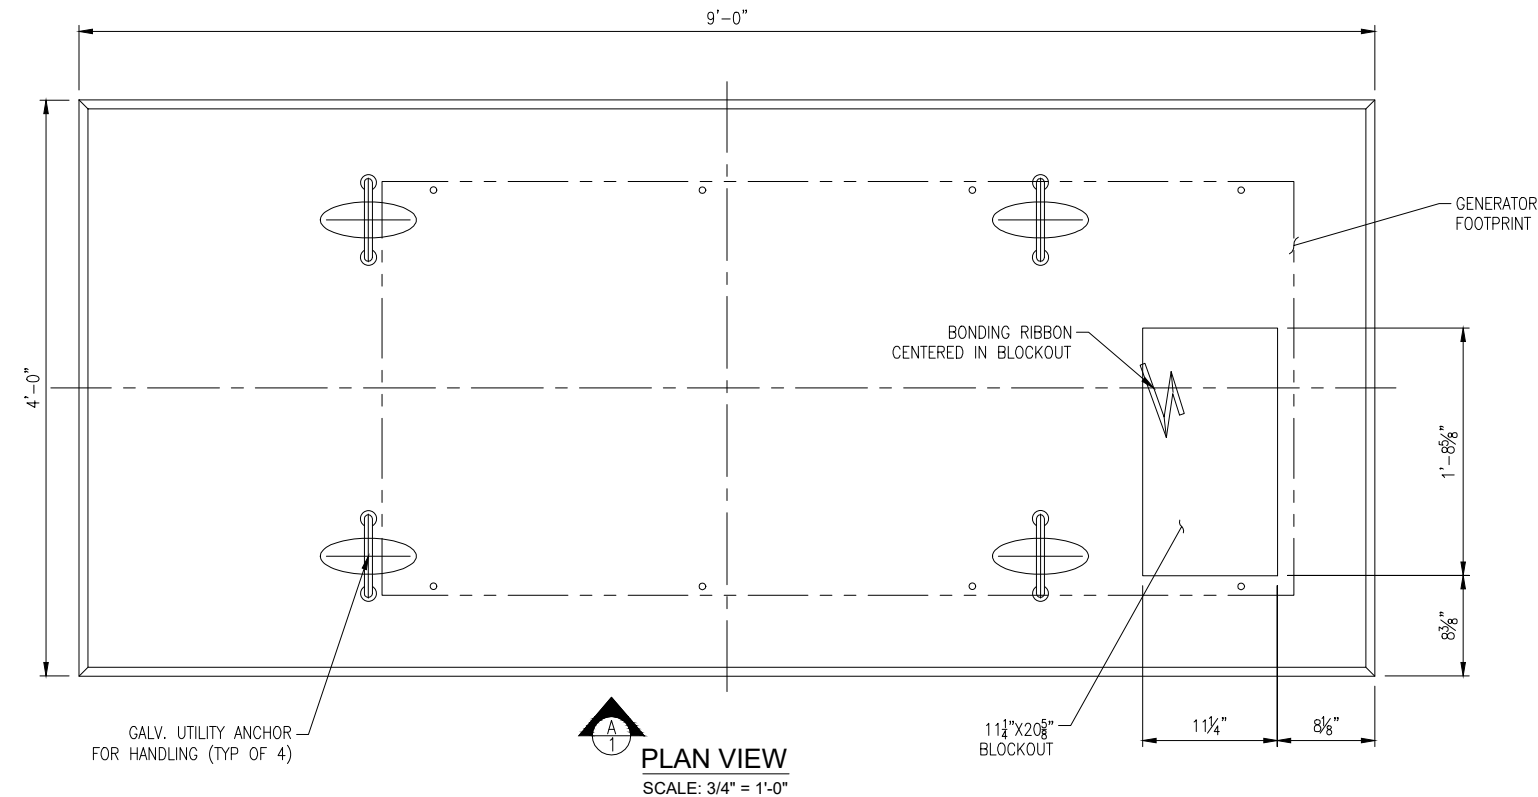 9'-0"
4'-0"
GENERATOR
FOOTPRINT
BONDING RIBBON
CENTERED IN BLOCKOUT
1'-8⅝"
8⅜"
GALV. UTILITY ANCHOR
FOR HANDLING (TYP OF 4)
A
1
PLAN VIEW
SCALE: 3/4" = 1'-0"
11¼"X20⅝"
BLOCKOUT
11¼"
8⅛"